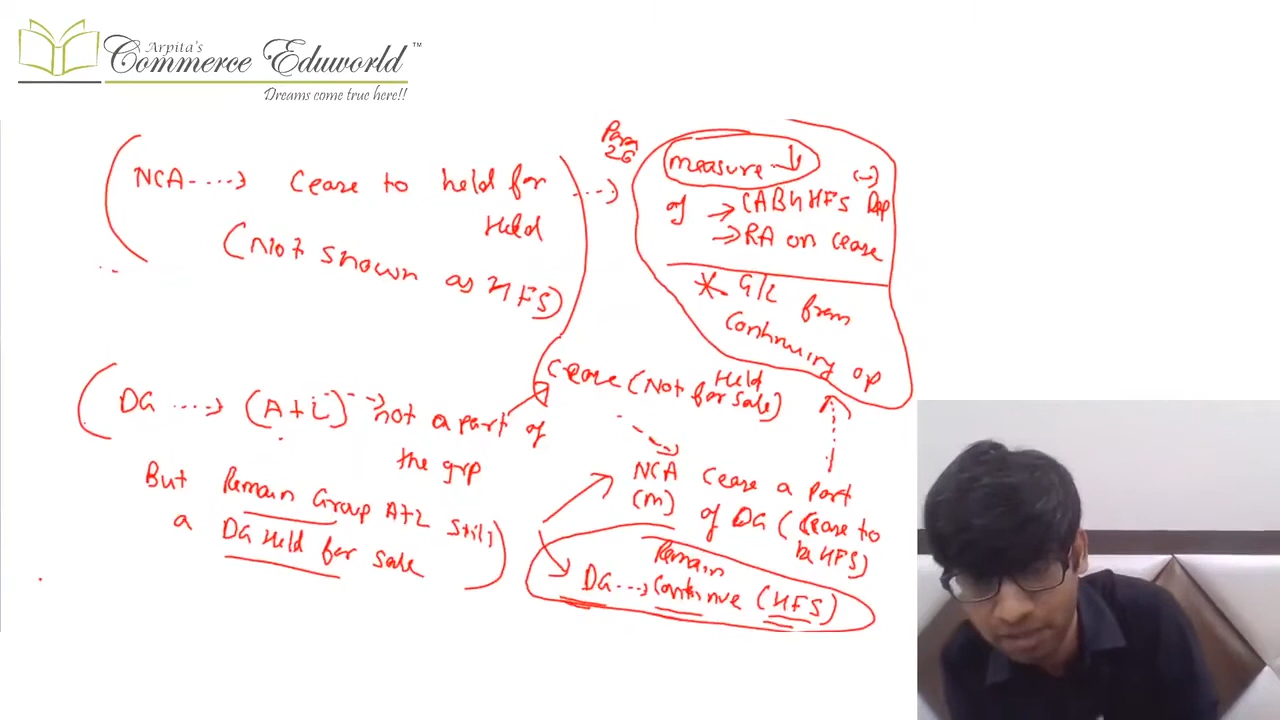 Arpita's
Commerce Eduworld™
Dreams come true here!!
NCA ----> Cease to held for
Held
(Not shown as HFS)
Para
26
measure ↓
of → CAB4HFS (-) Dep
→ RA on cease
* G/L from
Continuing op
DG ----> (A+L) --> not a part of
the grp
But Remain Group A+L still
a DG Held for sale
Cease (Not Held for sale)
NCA Cease a part
(m) of DG (Cease to
be HFS)
Remain
DG ---> Continue (HFS)